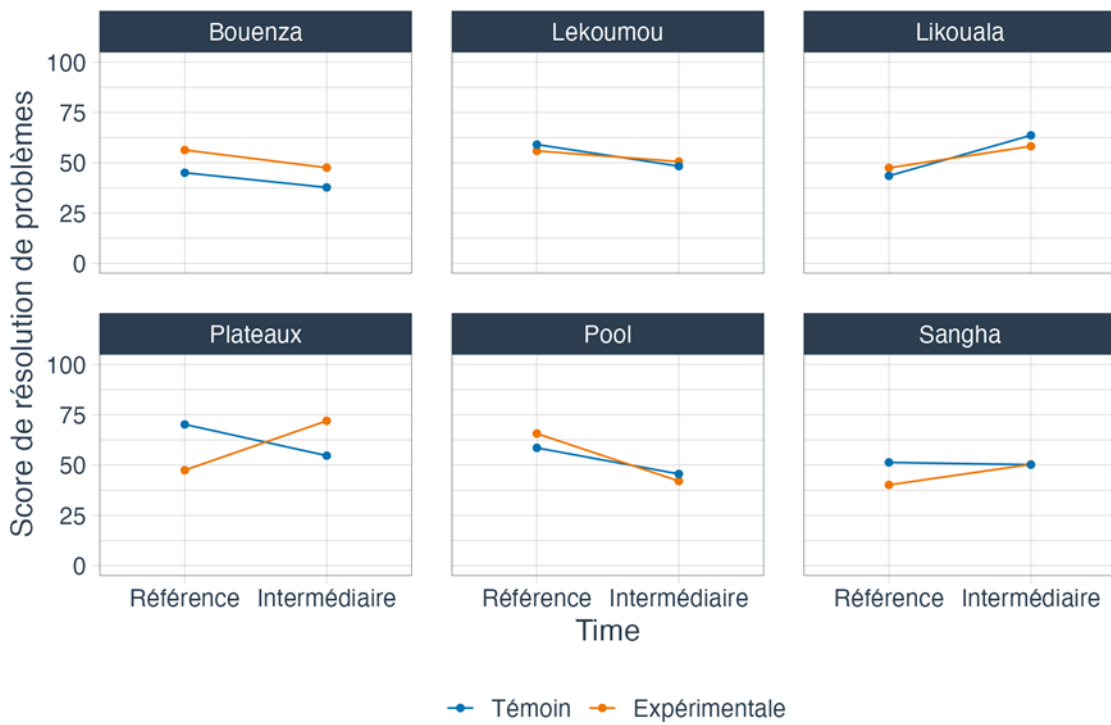 Score de résolution de problèmes
Bouenza
Lekoumou
Likouala
100
75
50
25
0
Plateaux
Pool
Sangha
100
75
50
25
0
Référence Intermédiaire
Référence Intermédiaire
Référence Intermédiaire
Time
Témoin
Expérimentale